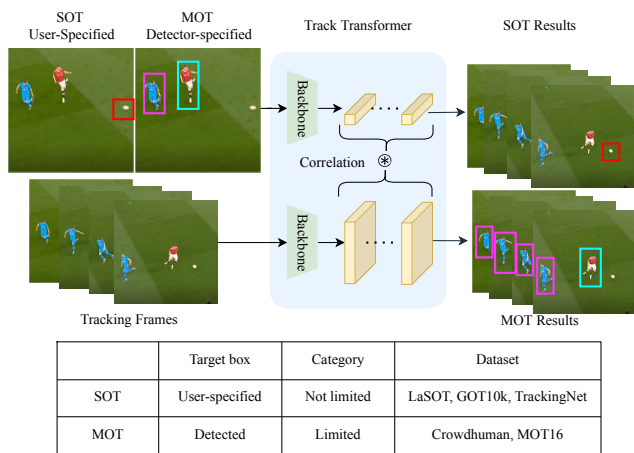 SOT
User-Specified
MOT
Detector-specified
Track Transformer
SOT Results
Backbone
Correlation
Backbone
Tracking Frames
MOT Results
Target box Category Dataset
SOT User-specified Not limited LaSOT, GOT10k, TrackingNet
MOT Detected Limited Crowdhuman, MOT16